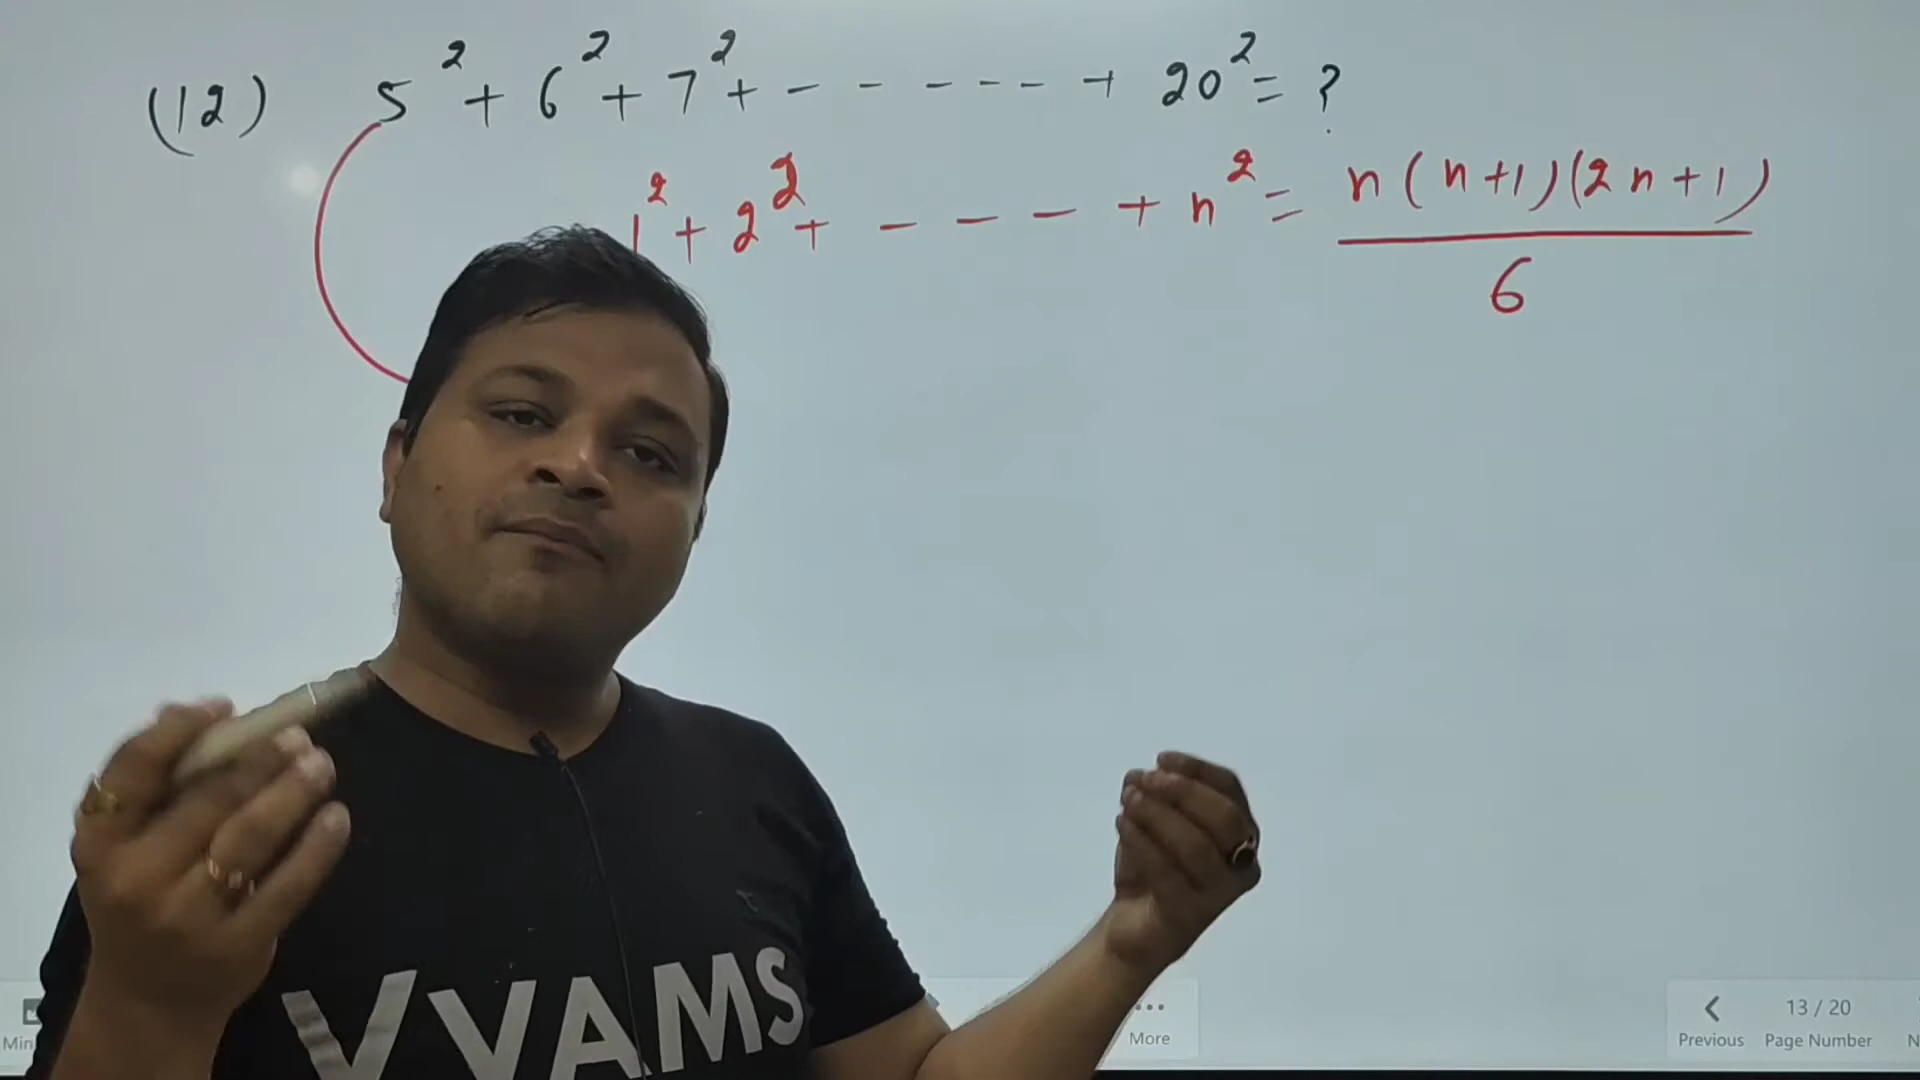 (12) 5² + 6² + 7² + - - - - - + 20² = ?
1² + 2² + - - - + n² = n(n+1)(2n+1)
6
VYAMS
More
Previous
13 / 20
Page Number